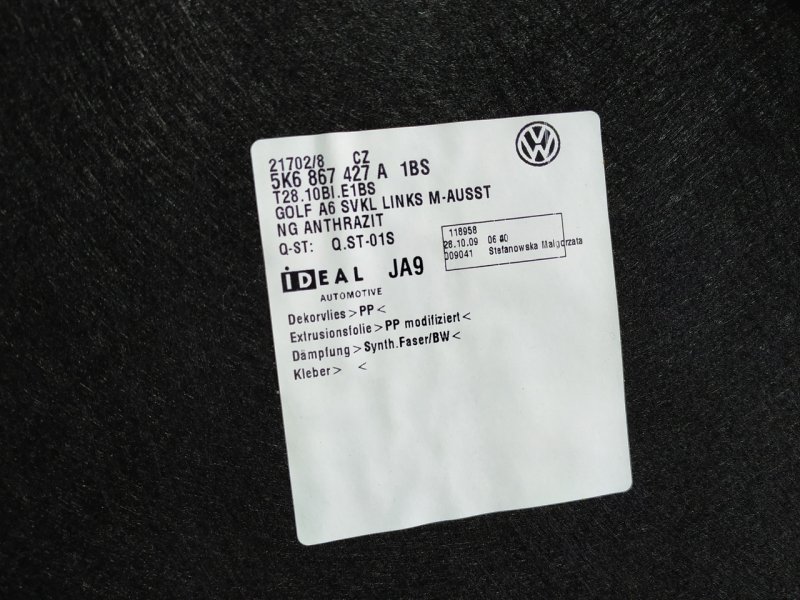 21702/8 CZ
5K6 867 427 A 1BS
T28.10BI.E1BS
GOLF A6 SVKL LINKS M-AUSST
NG ANTHRAZIT
Q-ST: Q.ST-01S
118958
28.10.09 06:40
009041 Stefanowska Malgorzata
iDEAL JA9
AUTOMOTIVE
Dekorvlies >PP<
Extrusionsfolie >PP modifiziert<
Dämpfung >Synth.Faser/BW<
Kleber> <